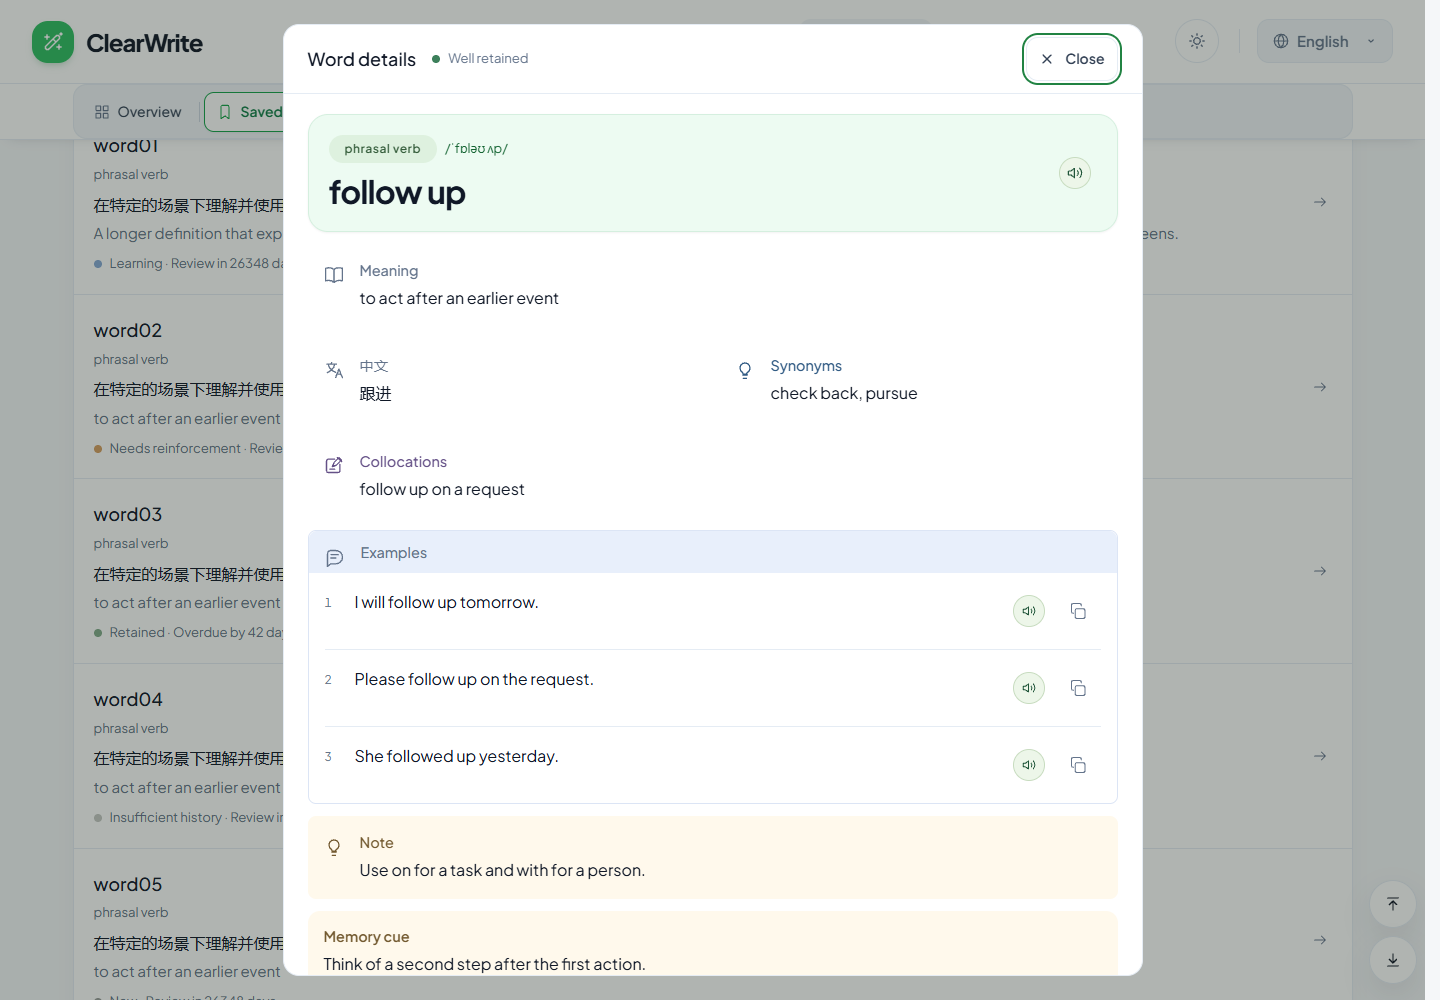 ClearWrite
English
Overview
Saved
word01
phrasal verb
在特定的场景下理解并使用
A longer definition that exp
eens.
Learning · Review in 26348 da
word02
phrasal verb
在特定的场景下理解并使用
to act after an earlier event
Needs reinforcement · Revie
word03
phrasal verb
在特定的场景下理解并使用
to act after an earlier event
Retained · Overdue by 42 day
word04
phrasal verb
在特定的场景下理解并使用
to act after an earlier event
Insufficient history · Review in
word05
phrasal verb
在特定的场景下理解并使用
to act after an earlier event
New · Review in 26348 days
Word details
Well retained
Close
phrasal verb
/ˈfɒləʊ ʌp/
follow up
Meaning
to act after an earlier event
中文
跟进
Synonyms
check back, pursue
Collocations
follow up on a request
Examples
1 I will follow up tomorrow.
2 Please follow up on the request.
3 She followed up yesterday.
Note
Use on for a task and with for a person.
Memory cue
Think of a second step after the first action.